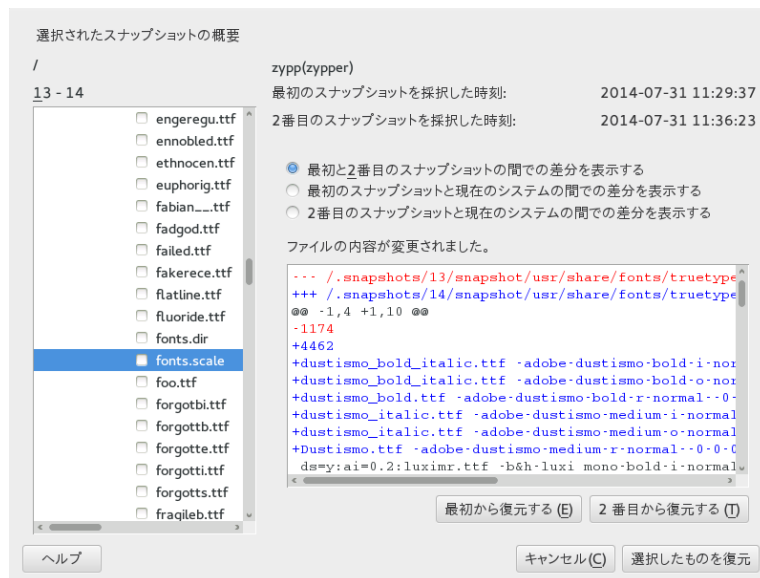 選択されたスナップショットの概要
/
13 - 14
engeregu.ttf
ennobled.ttf
ethnocen.ttf
euphorig.ttf
fabian__.ttf
fadgod.ttf
failed.ttf
fakerece.ttf
flatline.ttf
fluoride.ttf
fonts.dir
fonts.scale
foo.ttf
forgotbi.ttf
forgottb.ttf
forgotte.ttf
forgotti.ttf
forgotts.ttf
fragileb.ttf
zypp(zypper)
最初のスナップショットを採択した時刻: 2014-07-31 11:29:37
2番目のスナップショットを採択した時刻: 2014-07-31 11:36:23
最初と2番目のスナップショットの間での差分を表示する
最初のスナップショットと現在のシステムの間での差分を表示する
2番目のスナップショットと現在のシステムの間での差分を表示する
ファイルの内容が変更されました。
--- /.snapshots/13/snapshot/usr/share/fonts/truetype
+++ /.snapshots/14/snapshot/usr/share/fonts/truetype
@@ -1,4 +1,10 @@
-1174
+4462
+dustismo_bold_italic.ttf -adobe-dustismo-bold-i-nor
+dustismo_bold_italic.ttf -adobe-dustismo-bold-o-nor
+dustismo_bold.ttf -adobe-dustismo-bold-r-normal--0-
+dustismo_italic.ttf -adobe-dustismo-medium-i-normal
+dustismo_italic.ttf -adobe-dustismo-medium-o-normal
+Dustismo.ttf -adobe-dustismo-medium-r-normal--0-0-0
ds=y:ai=0.2:luximr.ttf -b&h-luxi mono-bold-i-normal
最初から復元する (E) 2 番目から復元する (T)
ヘルプ キャンセル(C) 選択したものを復元